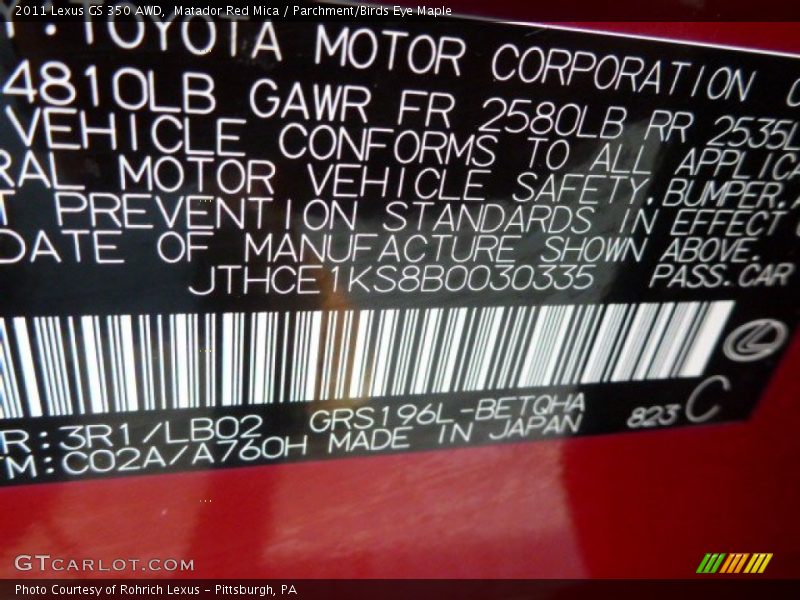 2011 Lexus GS 350 AWD, Matador Red Mica / Parchment/Birds Eye Maple
TOYOTA MOTOR CORPORATION
4810LB GAWR FR 2580LB RR 2535L
VEHICLE CONFORMS TO ALL APPLICA
RAL MOTOR VEHICLE SAFETY, BUMPER,
T PREVENTION STANDARDS IN EFFECT
DATE OF MANUFACTURE SHOWN ABOVE.
JTHCE1KS8B0030335 PASS.CAR
R:3R1/LB02 GRS196L-BETQHA 823 C
TM:C02A/A760H MADE IN JAPAN
GTCARLOT.COM
Photo Courtesy of Rohrich Lexus - Pittsburgh, PA